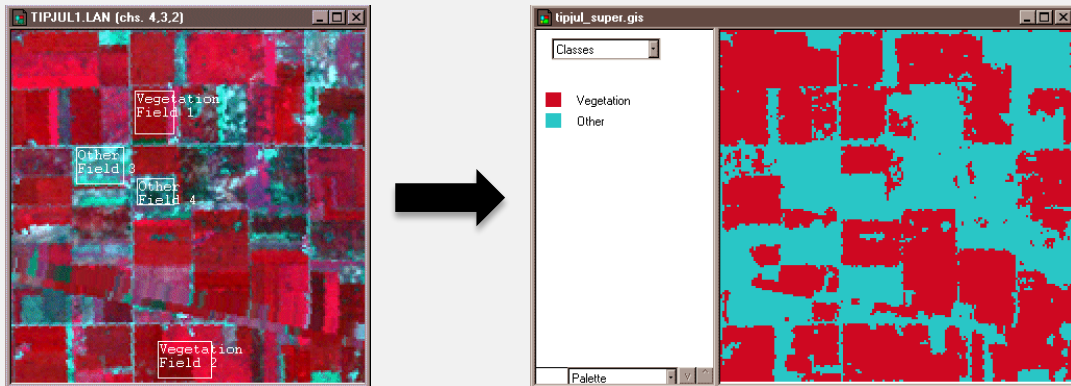 TIPJUL1.LAN (chs. 4,3,2)
Vegetation
Field 1
Other
Field 3
Other
Field 4
Vegetation
Field 2
tipjul_super.gis
Classes
Vegetation
Other
Palette